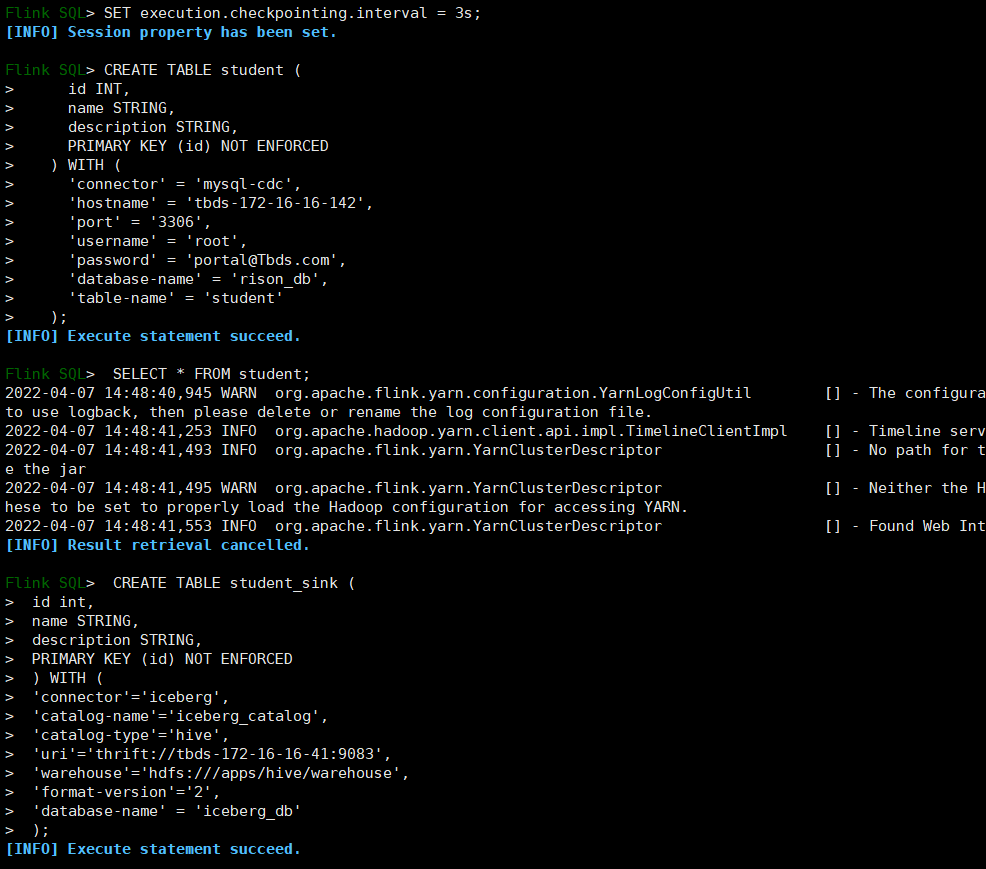 Flink SQL> SET execution.checkpointing.interval = 3s;
[INFO] Session property has been set.
Flink SQL> CREATE TABLE student (
>      id INT,
>      name STRING,
>      description STRING,
>      PRIMARY KEY (id) NOT ENFORCED
>    ) WITH (
>      'connector' = 'mysql-cdc',
>      'hostname' = 'tbds-172-16-16-142',
>      'port' = '3306',
>      'username' = 'root',
>      'password' = 'portal@Tbds.com',
>      'database-name' = 'rison_db',
>      'table-name' = 'student'
>    );
[INFO] Execute statement succeed.
Flink SQL>  SELECT * FROM student;
2022-04-07 14:48:40,945 WARN  org.apache.flink.yarn.configuration.YarnLogConfigUtil        [] - The configura
to use logback, then please delete or rename the log configuration file.
2022-04-07 14:48:41,253 INFO  org.apache.hadoop.yarn.client.api.impl.TimelineClientImpl    [] - Timeline serv
2022-04-07 14:48:41,493 INFO  org.apache.flink.yarn.YarnClusterDescriptor                  [] - No path for t
e the jar
2022-04-07 14:48:41,495 WARN  org.apache.flink.yarn.YarnClusterDescriptor                  [] - Neither the H
hese to be set to properly load the Hadoop configuration for accessing YARN.
2022-04-07 14:48:41,553 INFO  org.apache.flink.yarn.YarnClusterDescriptor                  [] - Found Web Int
[INFO] Result retrieval cancelled.
Flink SQL>  CREATE TABLE student_sink (
>  id int,
>  name STRING,
>  description STRING,
>  PRIMARY KEY (id) NOT ENFORCED
>  ) WITH (
>  'connector'='iceberg',
>  'catalog-name'='iceberg_catalog',
>  'catalog-type'='hive',
>  'uri'='thrift://tbds-172-16-16-41:9083',
>  'warehouse'='hdfs:///apps/hive/warehouse',
>  'format-version'='2',
>  'database-name' = 'iceberg_db'
>  );
[INFO] Execute statement succeed.